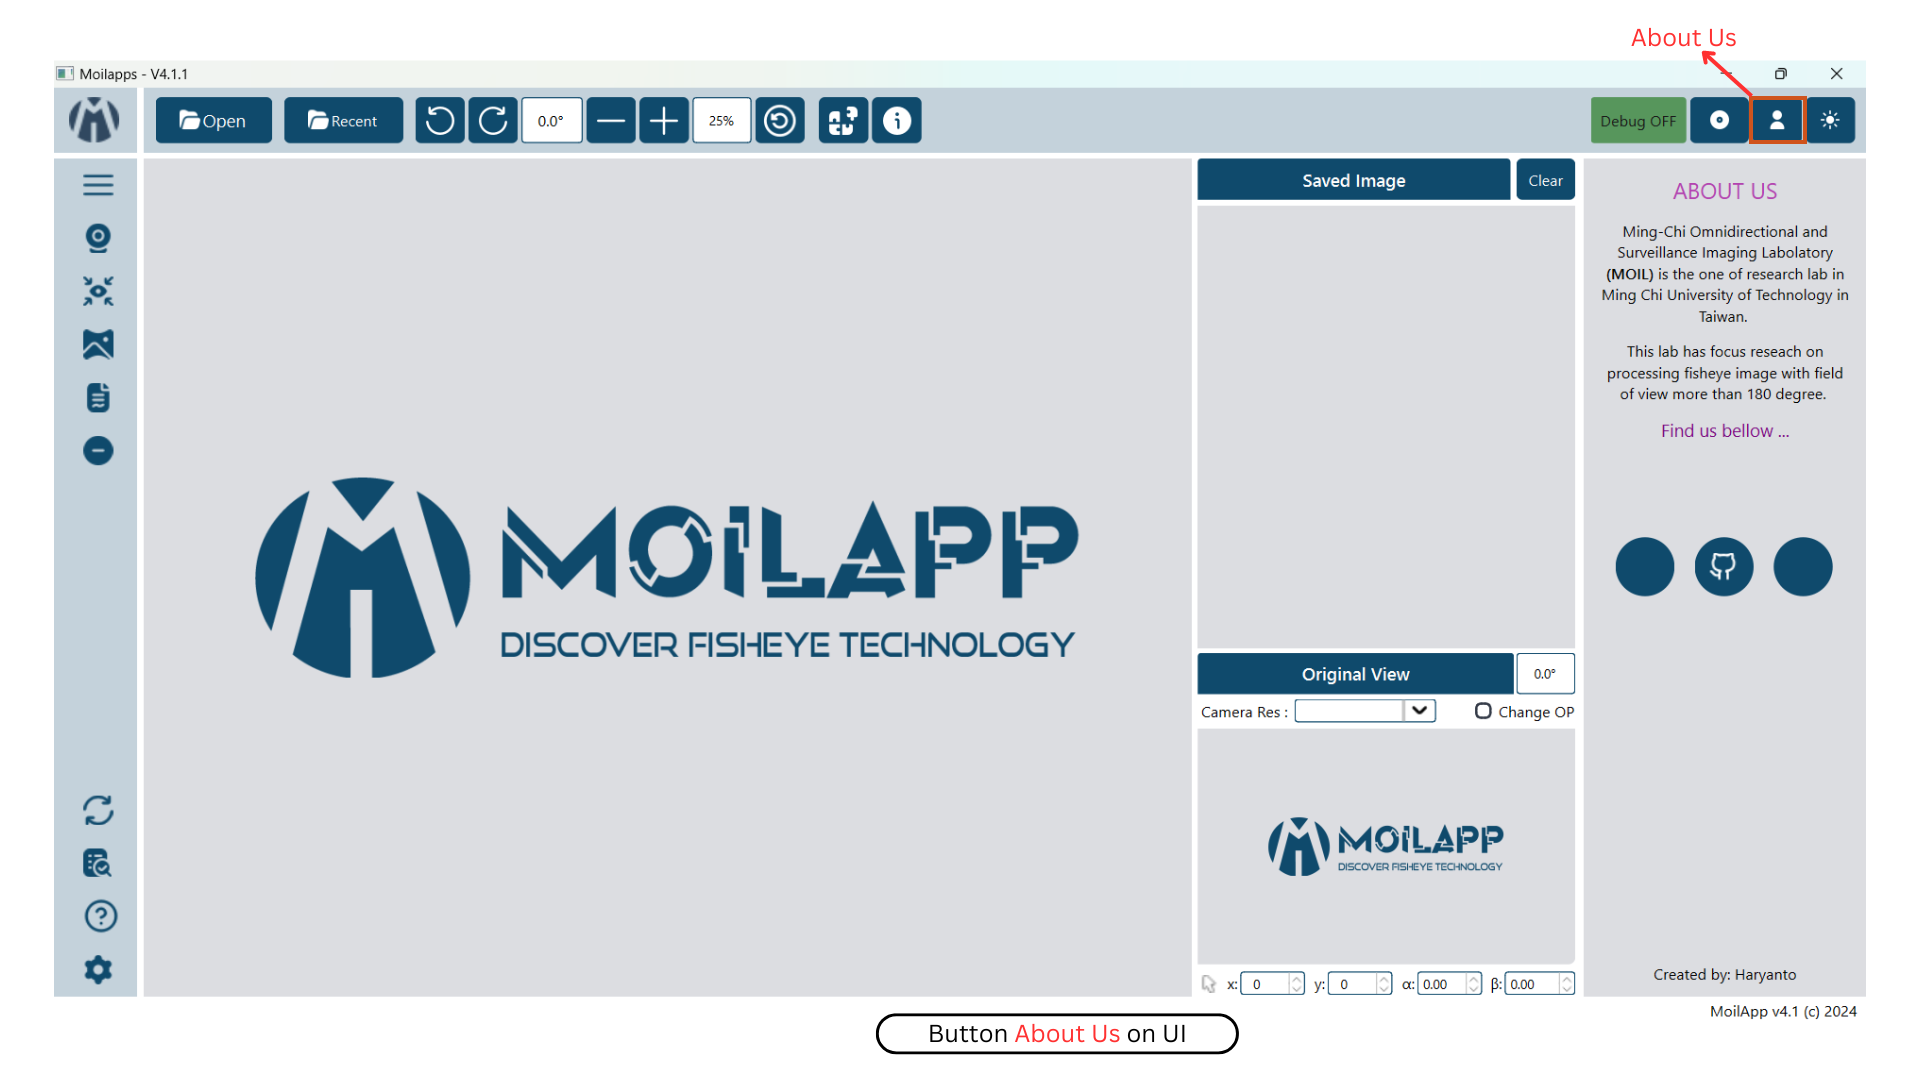 About Us
Moilapps - V4.1.1
Open
Recent
0.0°
25%
Debug OFF
Saved Image
Clear
ABOUT US
Ming-Chi Omnidirectional and
Surveillance Imaging Labolatory
(MOIL) is the one of research lab in
Ming Chi University of Technology in
Taiwan.
This lab has focus reseach on
processing fisheye image with field
of view more than 180 degree.
Find us bellow ...
MOILAPP
DISCOVER FISHEYE TECHNOLOGY
Original View
0.0°
Camera Res :
Change OP
MOILAPP
DISCOVER FISHEYE TECHNOLOGY
x: 0 y: 0 α: 0.00 β: 0.00
Created by: Haryanto
MoilApp v4.1 (c) 2024
Button About Us on UI